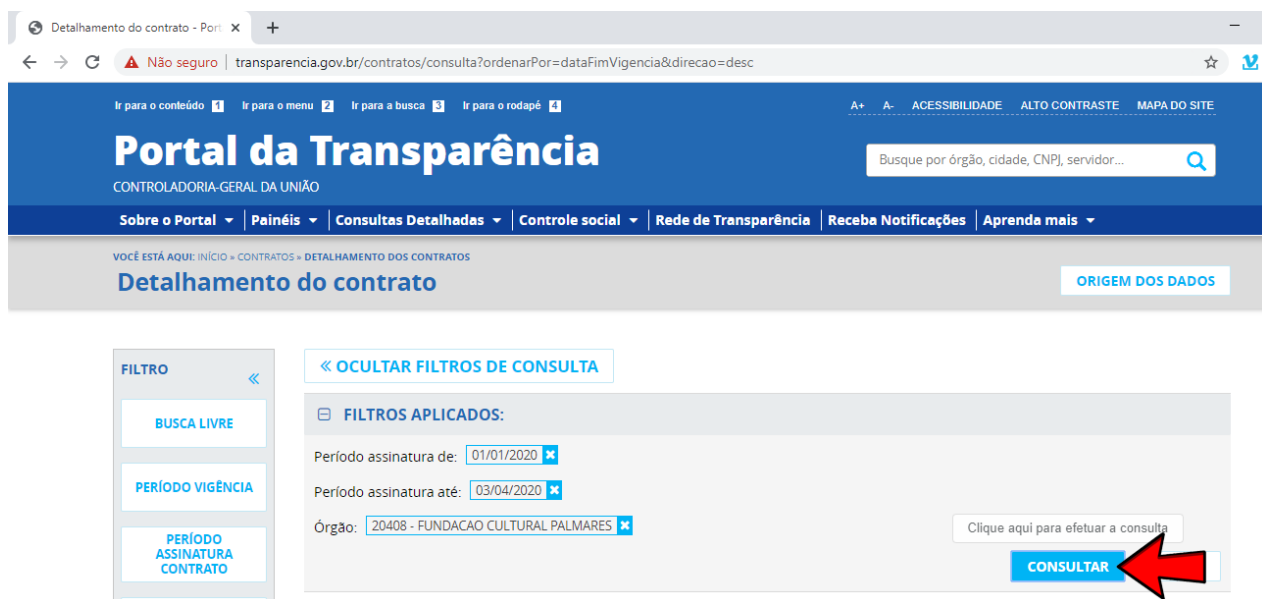 Detalhamento do contrato - Port
Não seguro | transparencia.gov.br/contratos/consulta?ordenarPor=dataFimVigencia&direcao=desc
Ir para o conteúdo 1 Ir para o menu 2 Ir para a busca 3 Ir para o rodapé 4 A+ A- ACESSIBILIDADE ALTO CONTRASTE MAPA DO SITE
Portal da Transparência
Busque por órgão, cidade, CNPJ, servidor...
CONTROLADORIA-GERAL DA UNIÃO
Sobre o Portal Painéis Consultas Detalhadas Controle social Rede de Transparência Receba Notificações Aprenda mais
VOCÊ ESTÁ AQUI: INÍCIO » CONTRATOS » DETALHAMENTO DOS CONTRATOS
Detalhamento do contrato
ORIGEM DOS DADOS
FILTRO
« OCULTAR FILTROS DE CONSULTA
BUSCA LIVRE
FILTROS APLICADOS:
Período assinatura de: 01/01/2020
PERÍODO VIGÊNCIA
Período assinatura até: 03/04/2020
Órgão: 20408 - FUNDACAO CULTURAL PALMARES
Clique aqui para efetuar a consulta
PERÍODO
ASSINATURA
CONTRATO
CONSULTAR